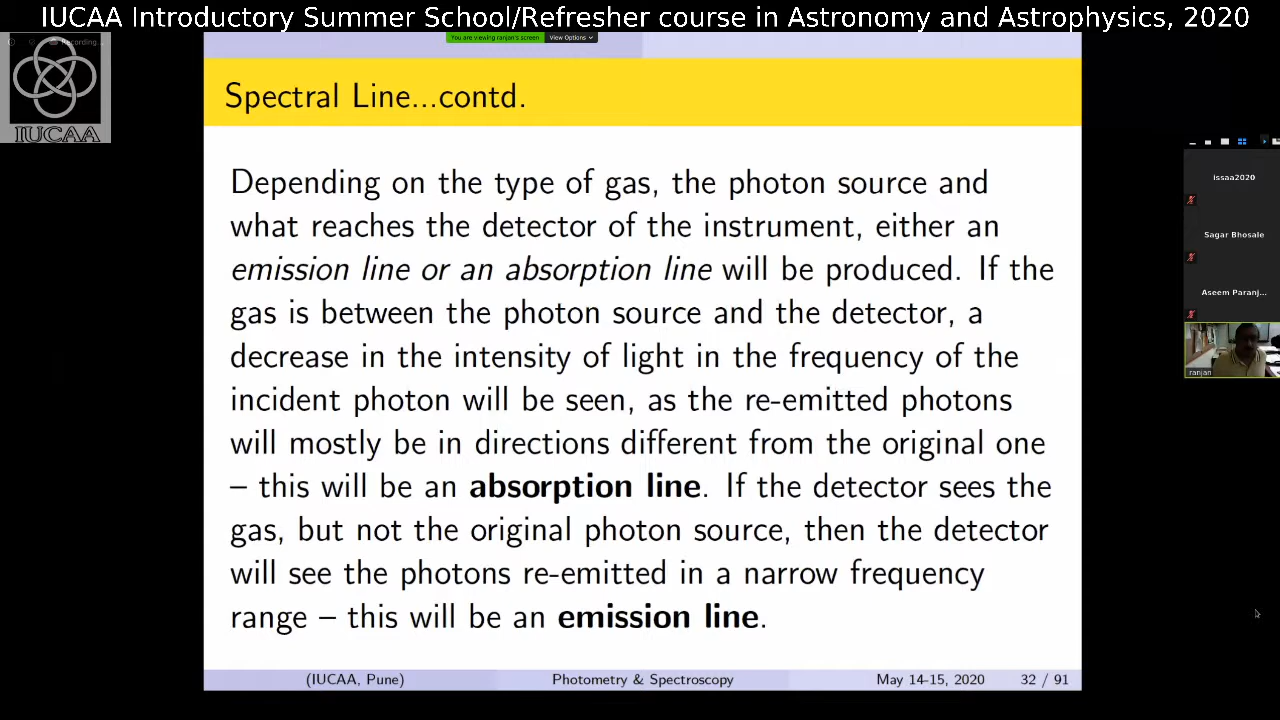 IUCAA Introductory Summer School/Refresher course in Astronomy and Astrophysics, 2020
Recording...
You are viewing ranjan's screen
View Options
IUCAA
Spectral Line...contd.
Depending on the type of gas, the photon source and
what reaches the detector of the instrument, either an
emission line or an absorption line will be produced. If the
gas is between the photon source and the detector, a
decrease in the intensity of light in the frequency of the
incident photon will be seen, as the re-emitted photons
will mostly be in directions different from the original one
– this will be an absorption line. If the detector sees the
gas, but not the original photon source, then the detector
will see the photons re-emitted in a narrow frequency
range – this will be an emission line.
(IUCAA, Pune)
Photometry & Spectroscopy
May 14-15, 2020
32 / 91
issaa2020
Sagar Bhosale
Aseem Paranj...
ranjan